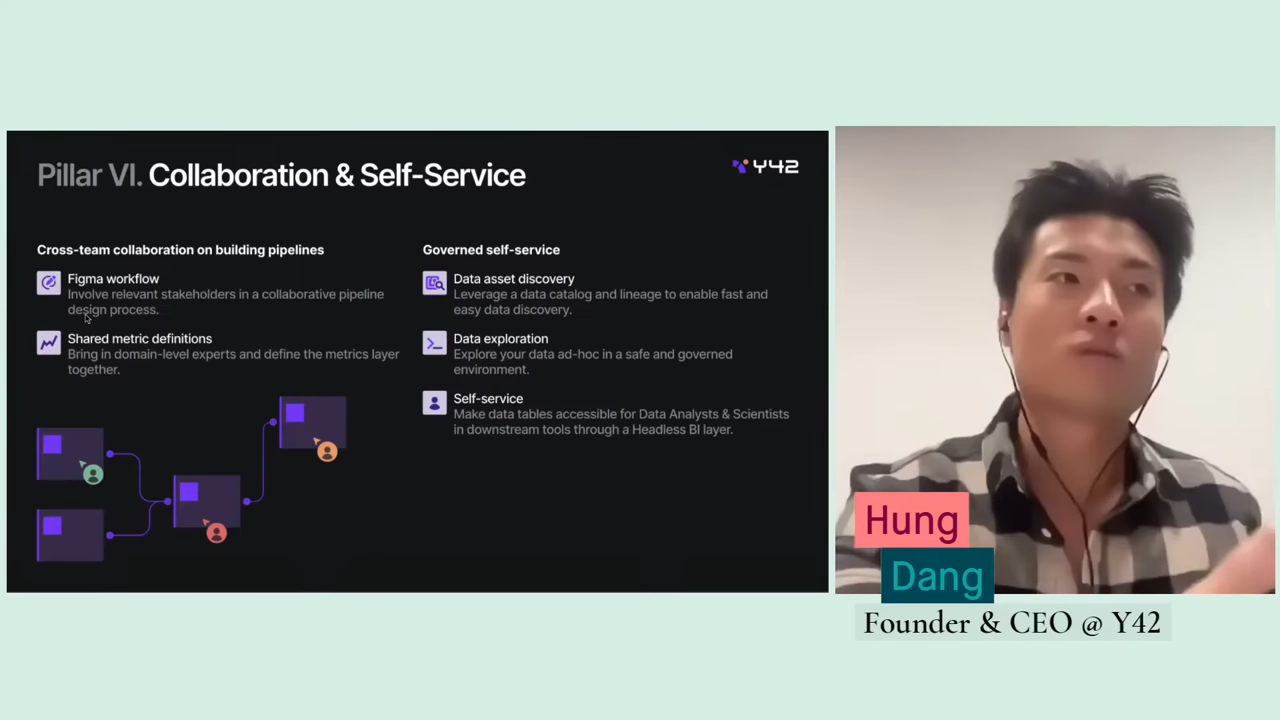 Pillar VI. Collaboration & Self-Service
Y42
Cross-team collaboration on building pipelines
Figma workflow
Involve relevant stakeholders in a collaborative pipeline
design process.
Shared metric definitions
Bring in domain-level experts and define the metrics layer
together.
Governed self-service
Data asset discovery
Leverage a data catalog and lineage to enable fast and
easy data discovery.
Data exploration
Explore your data ad-hoc in a safe and governed
environment.
Self-service
Make data tables accessible for Data Analysts & Scientists
in downstream tools through a Headless BI layer.
Hung
Dang
Founder & CEO @ Y42